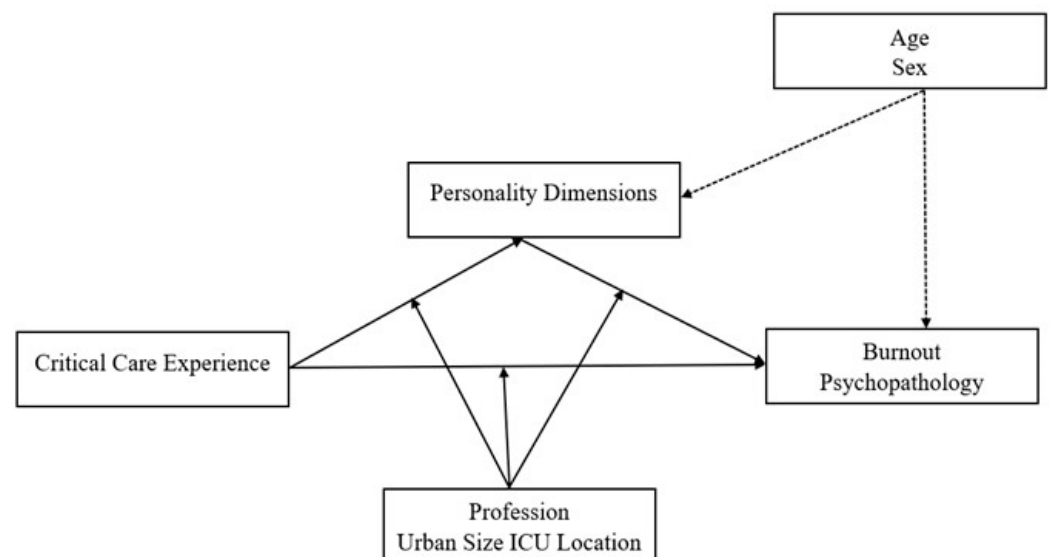 Age
Sex
Personality Dimensions
Critical Care Experience
Burnout
Psychopathology
Profession
Urban Size ICU Location